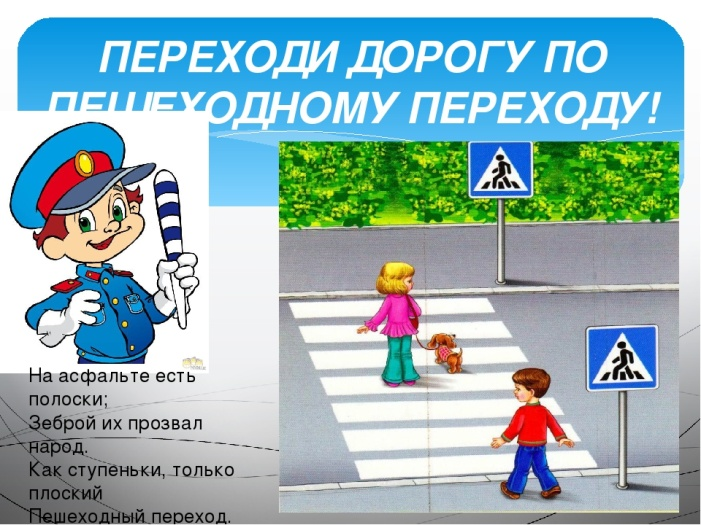 ПЕРЕХОДИ ДОРОГУ ПО
ПЕШЕХОДНОМУ ПЕРЕХОДУ!
На асфальте есть
полоски;
Зеброй их прозвал
народ.
Как ступеньки, только
плоский
Пешеходный переход.